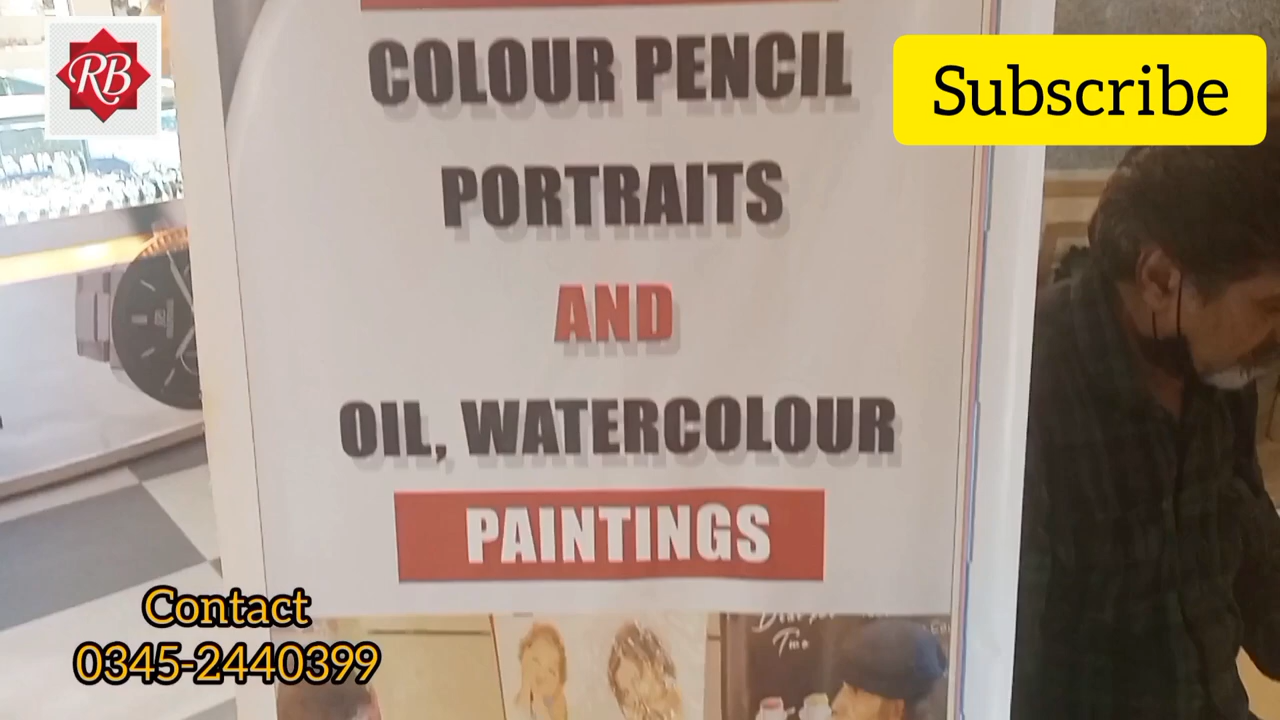 RB
Subscribe
COLOUR PENCIL
PORTRAITS
AND
OIL, WATERCOLOUR
PAINTINGS
Contact
0345-2440399